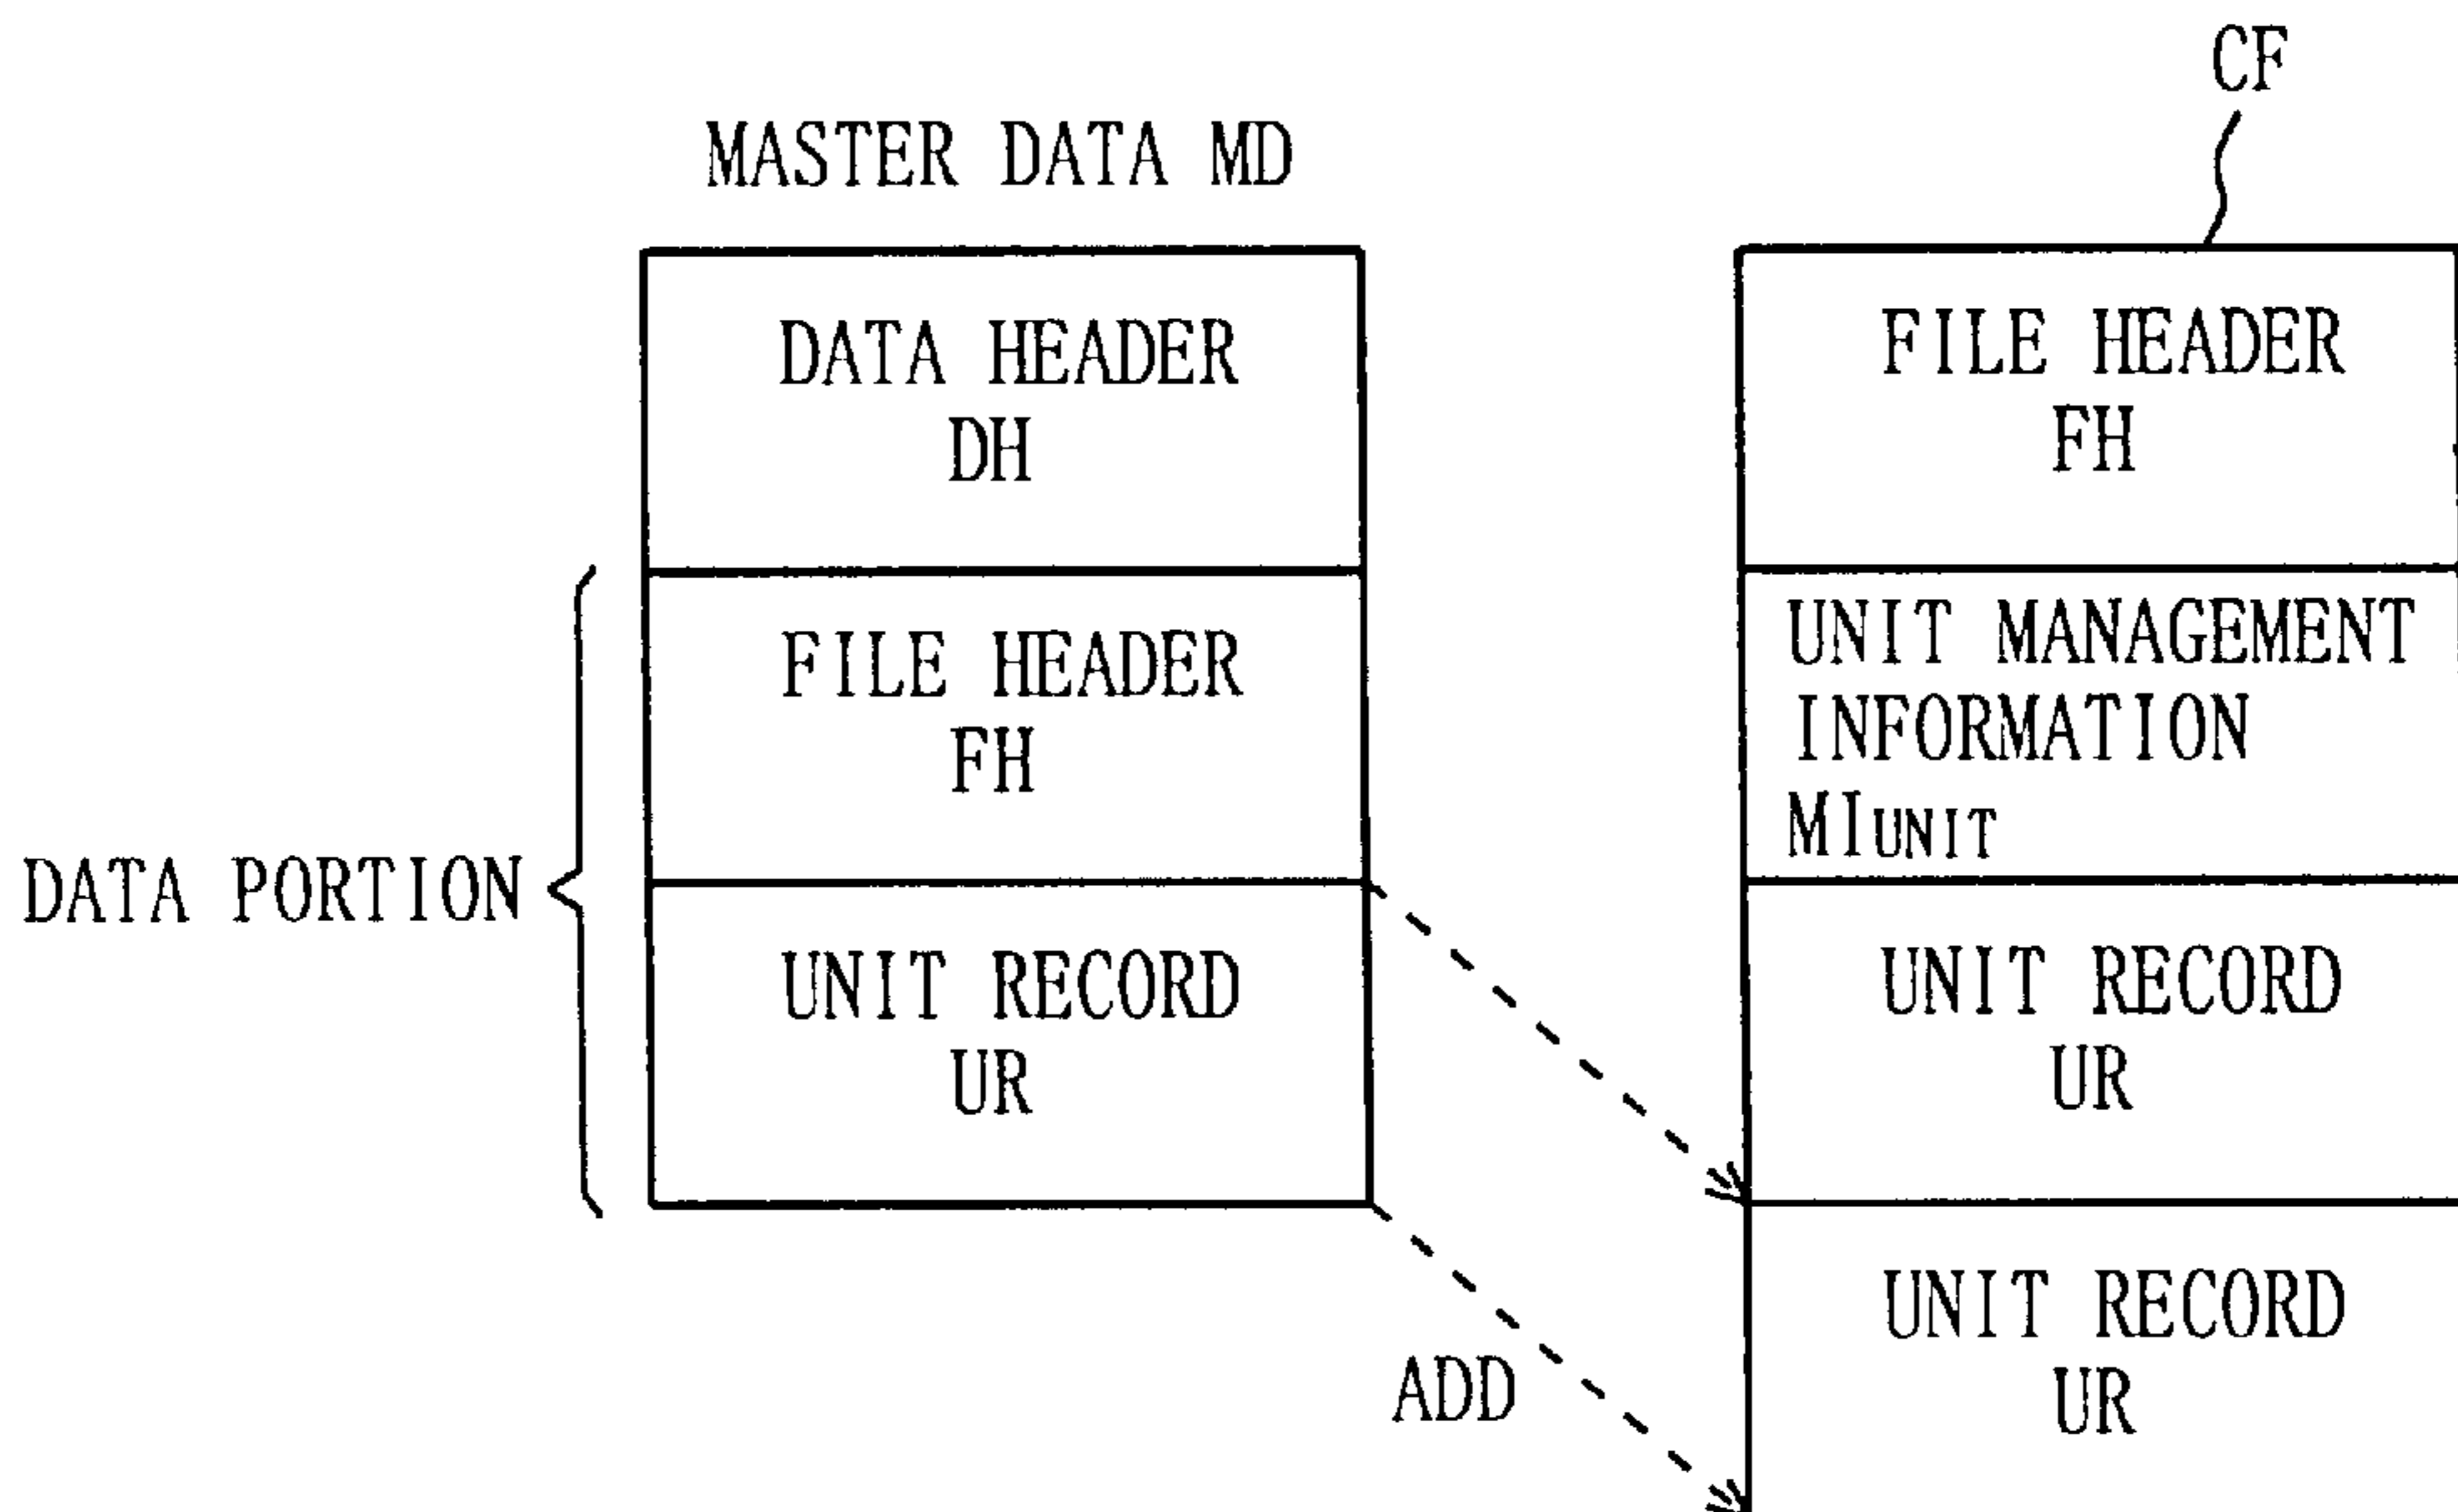 CF
MASTER DATA MD
DATA HEADER
DH
FILE HEADER
FH
UNIT RECORD
UR
DATA PORTION
ADD
FILE HEADER
FH
UNIT MANAGEMENT
INFORMATION
MIUNIT
UNIT RECORD
UR
UNIT RECORD
UR